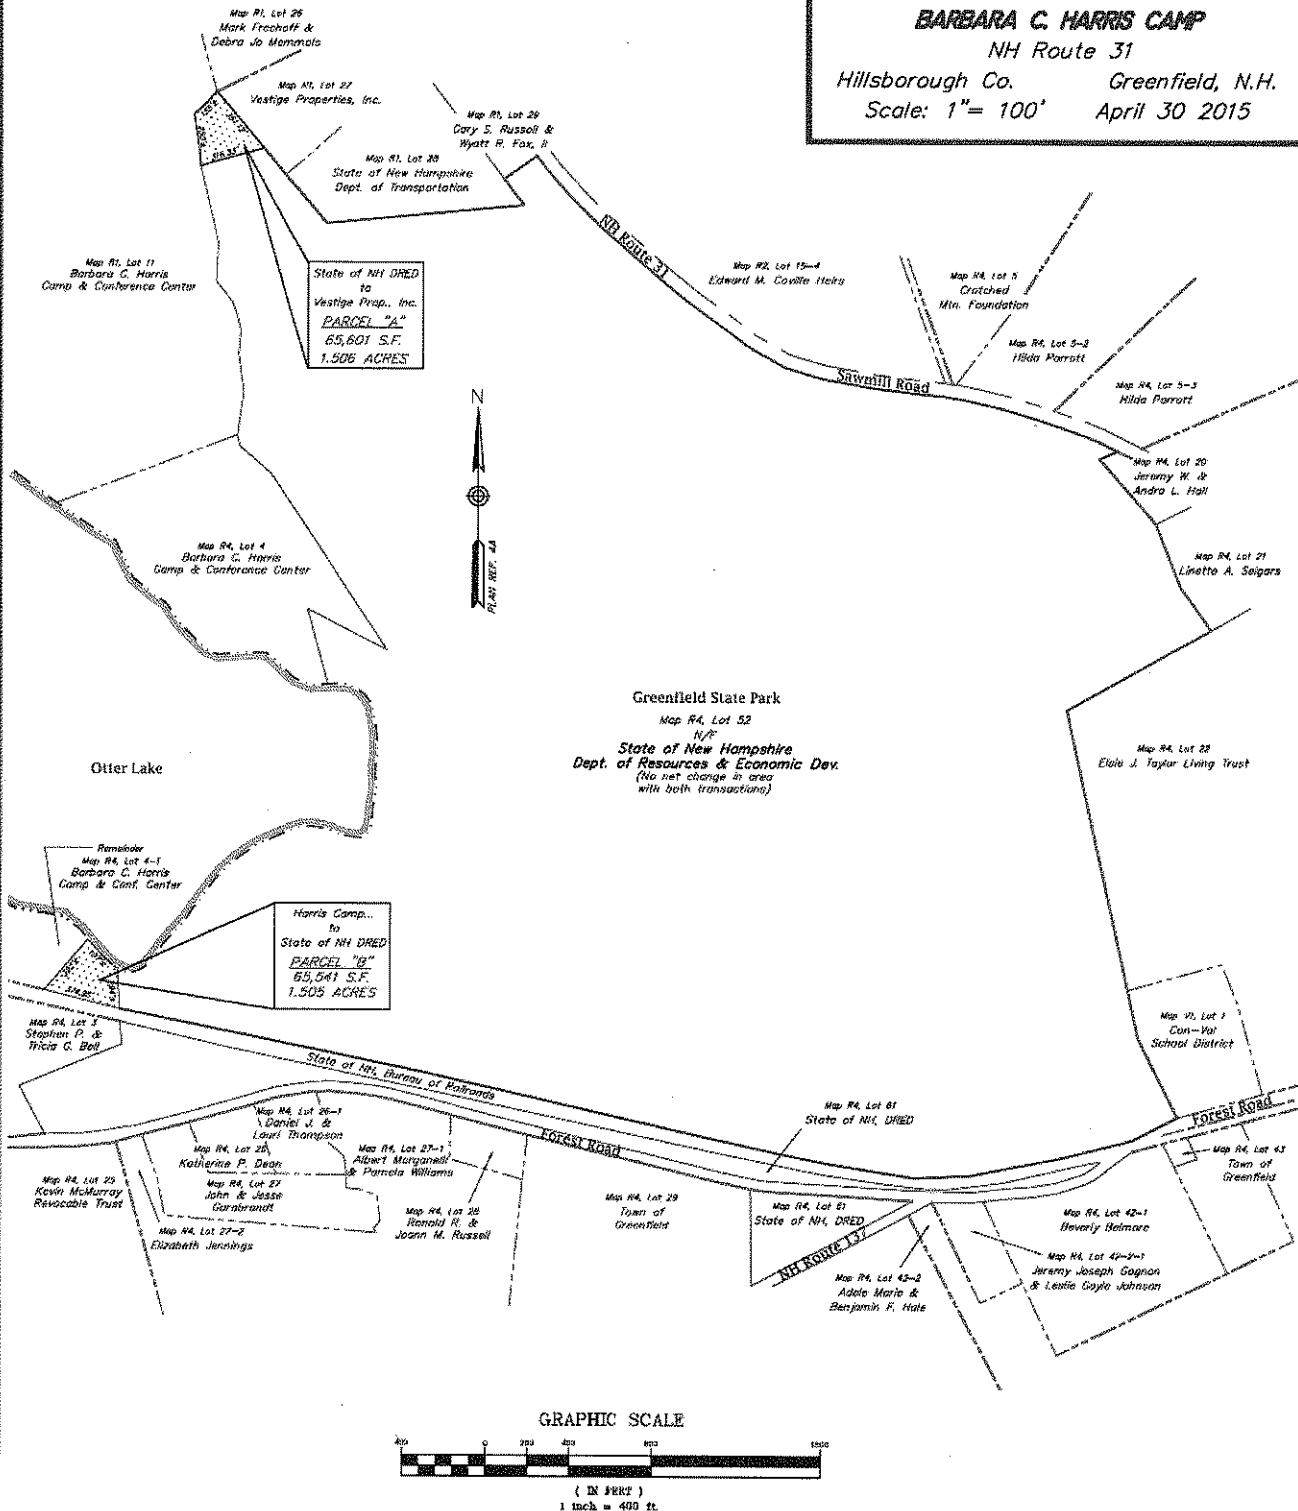 BARBARA C. HARRIS CAMP
NH Route 31
Hillsborough Co. Greenfield, N.H.
Scale: 1"= 100' April 30 2015
Map R1, Lot 26
Mark Frechoff &
Debra Jo Mommolo
Map R1, Lot 27
Vestige Properties, Inc.
Map R1, Lot 29
Gary S. Russell &
Wyatt R. Fox, II
Map R1, Lot 28
State of New Hampshire
Dept. of Transportation
NH Route 31
Map R1, Lot 11
Barbara C. Harris
Camp & Conference Center
State of NH DRED
to
Vestige Prop., Inc.
PARCEL "A"
65,601 S.F.
1.506 ACRES
Map R2, Lot 15-4
Edward M. Coville Heirs
Map R4, Lot 5
Crotched
Mtn. Foundation
Map R4, Lot 5-2
Hilda Parrott
Map R4, Lot 5-3
Hilda Parrott
Sawmill Road
N
PLAN REF. 4A
Map R4, Lot 20
Jeremy W. &
Andra L. Hall
Map R4, Lot 21
Linette A. Seigars
Map R4, Lot 4
Barbara C. Harris
Camp & Conference Center
Greenfield State Park
Map R4, Lot 52
N/F
State of New Hampshire
Dept. of Resources & Economic Dev.
(No net change in area
with both transactions)
Otter Lake
Map R4, Lot 22
Elsie J. Taylor Living Trust
Remainder
Map R4, Lot 4-1
Barbara C. Harris
Camp & Conf. Center
Harris Camp...
to
State of NH DRED
PARCEL "B"
65,541 S.F.
1.505 ACRES
Map R4, Lot 3
Stephen P. &
Tricia G. Bell
Map V1, Lot 1
Con-Val
School District
State of NH, Bureau of Railroads
Map R4, Lot 61
State of NH, DRED
Forest Road
Forest Road
Map R4, Lot 26-1
Daniel J. &
Lauri Thompson
Map R4, Lot 26
Katherine P. Dean
Map R4, Lot 27-1
Albert Morganelli
& Pamela Williams
Map R4, Lot 27
John & Jesse
Garnbrandt
Map R4, Lot 25
Kevin McMurray
Revocable Trust
Map R4, Lot 27-2
Elizabeth Jennings
Map R4, Lot 28
Ronald R. &
Joann M. Russell
Map R4, Lot 29
Town of
Greenfield
Map R4, Lot 61
State of NH, DRED
NH Route 137
Map R4, Lot 43
Town of
Greenfield
Map R4, Lot 42-1
Beverly Belmore
Map R4, Lot 42-2-1
Jeremy Joseph Gagnon
& Leslie Gayle Johnson
Map R4, Lot 42-2
Adele Marie &
Benjamin F. Hale
GRAPHIC SCALE
400 0 200 400 800 1600
( IN FEET )
1 inch = 400 ft.